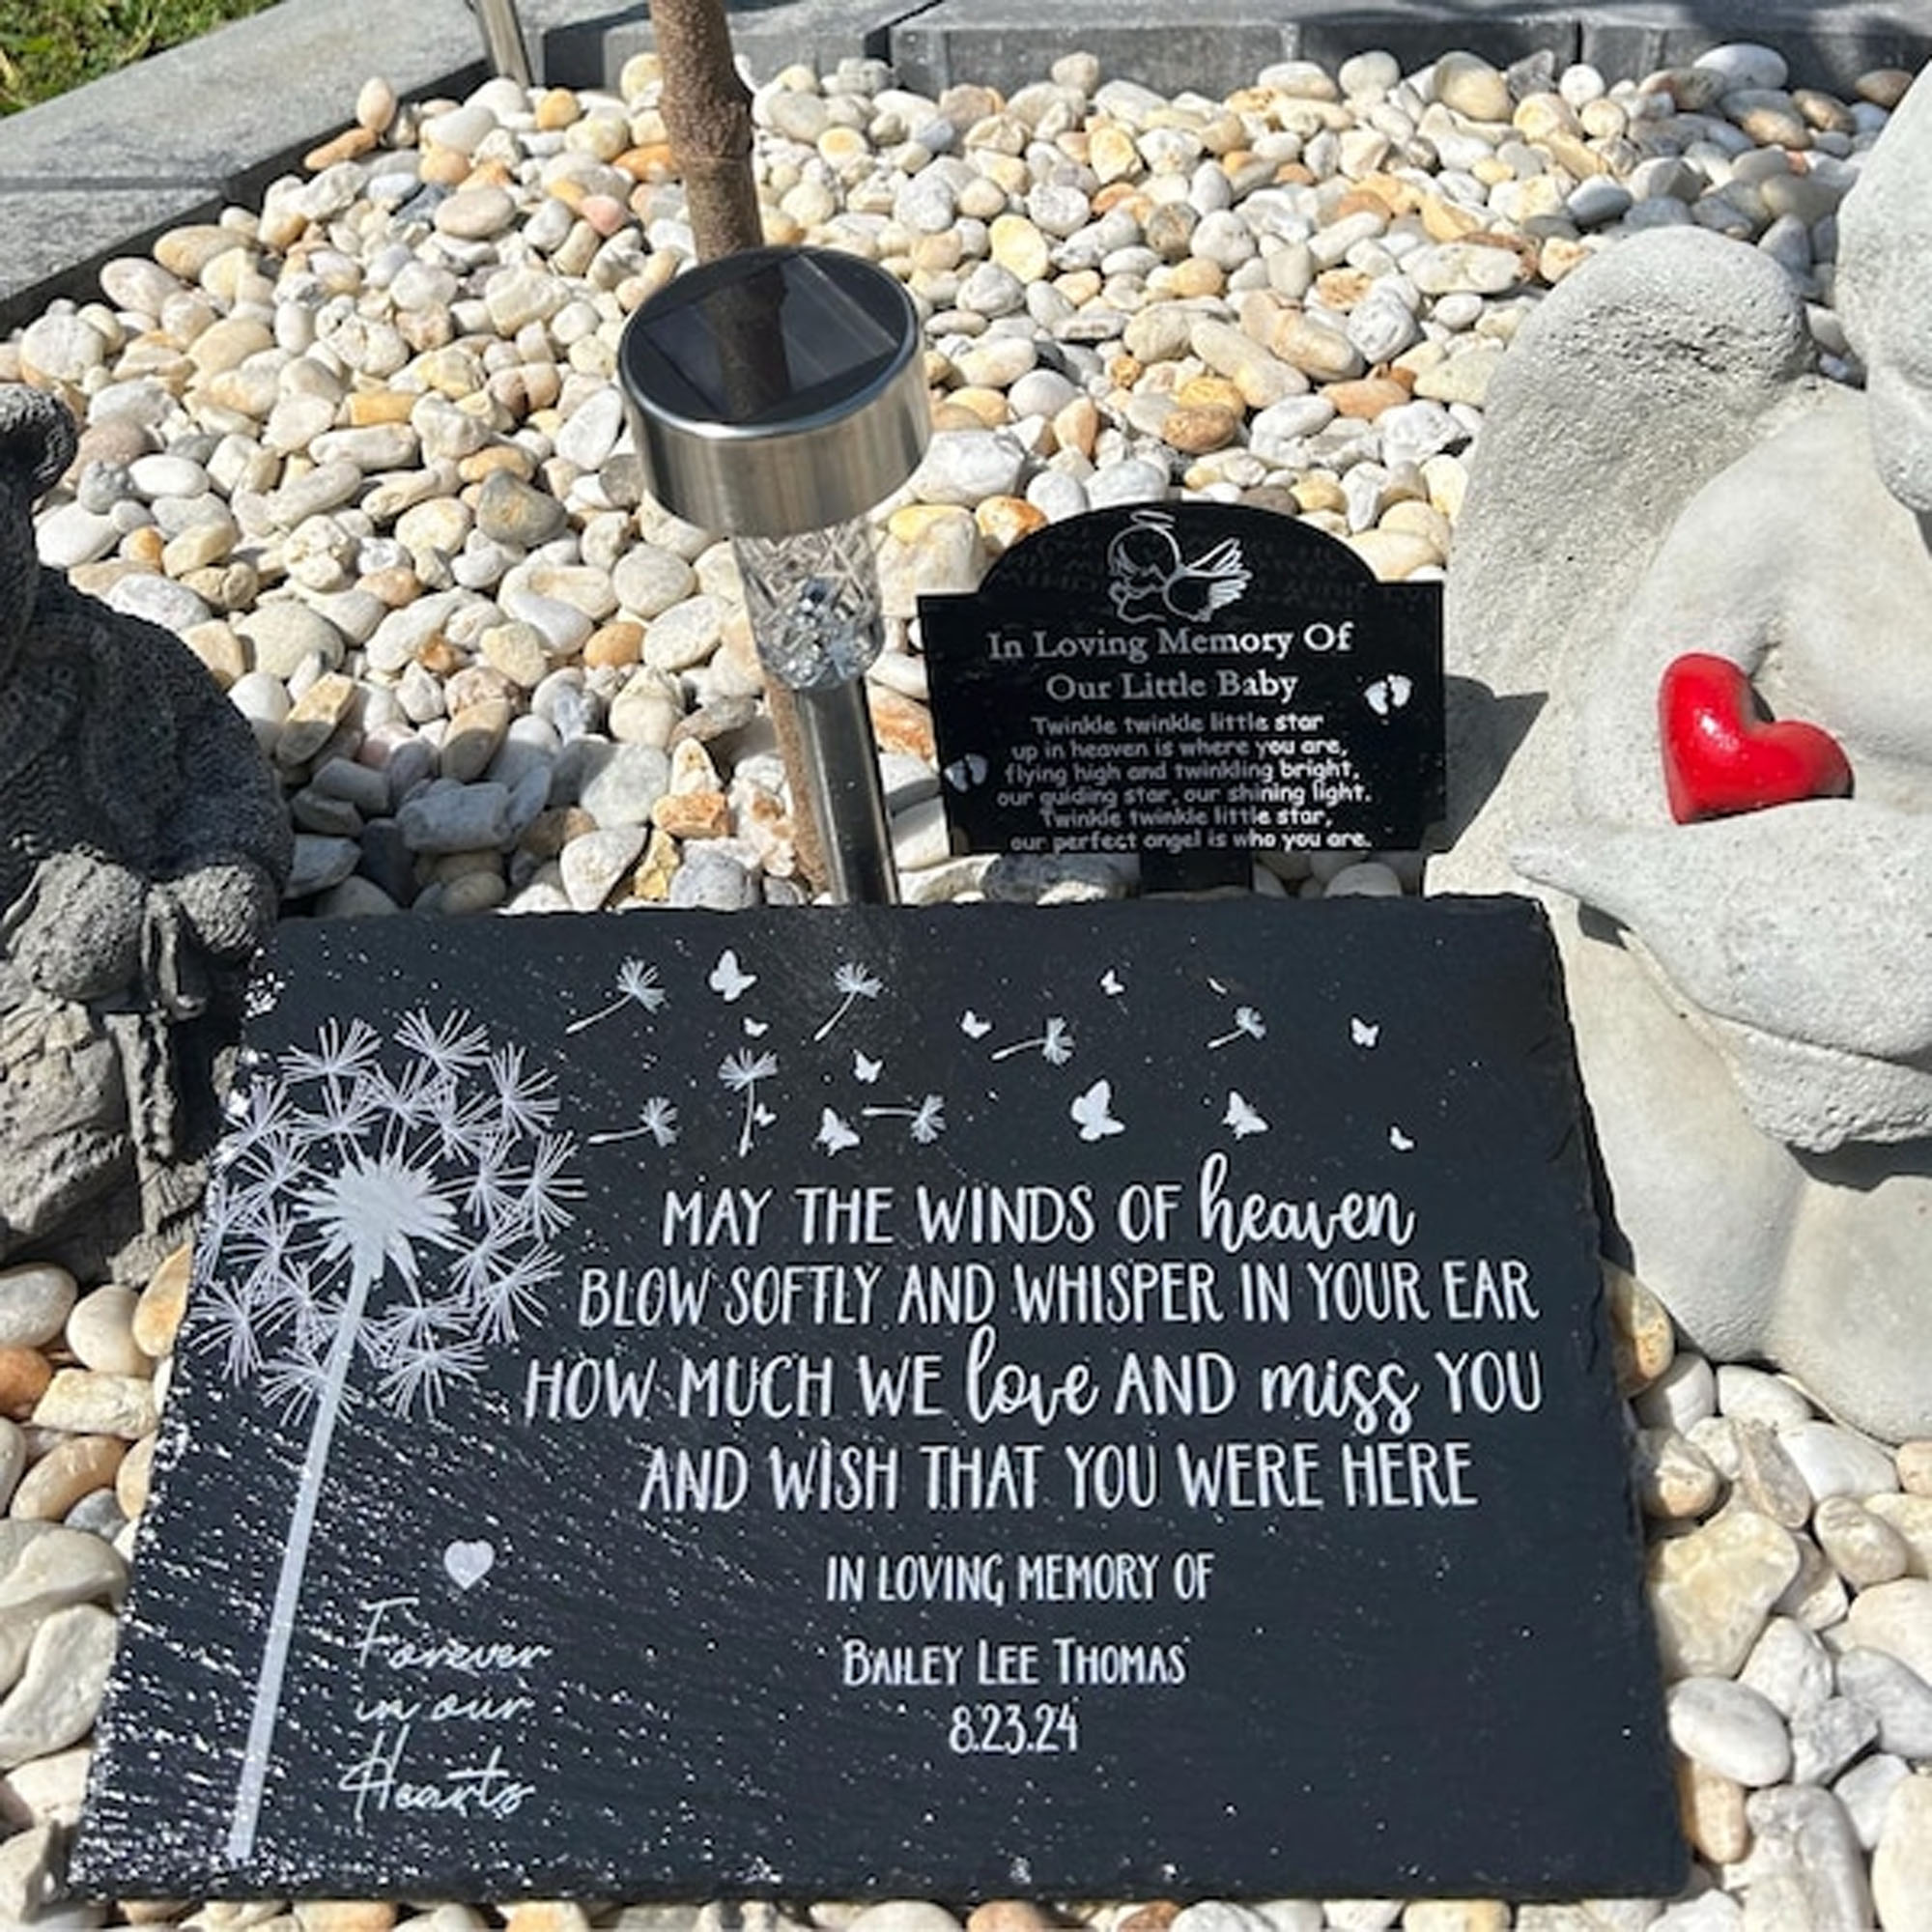 In Loving Memory Of
Our Little Baby
Twinkle twinkle little star
up in heaven is where you are,
flying high and twinkling bright,
our guiding star, our shining light.
Twinkle twinkle little star,
our perfect angel is who you are.
MAY THE WINDS OF heaven
BLOW SOFTLY AND WHISPER IN YOUR EAR
HOW MUCH WE love AND miss YOU
AND WISH THAT YOU WERE HERE
IN LOVING MEMORY OF
BAILEY LEE THOMAS
8.23.24
Forever
in our
Hearts